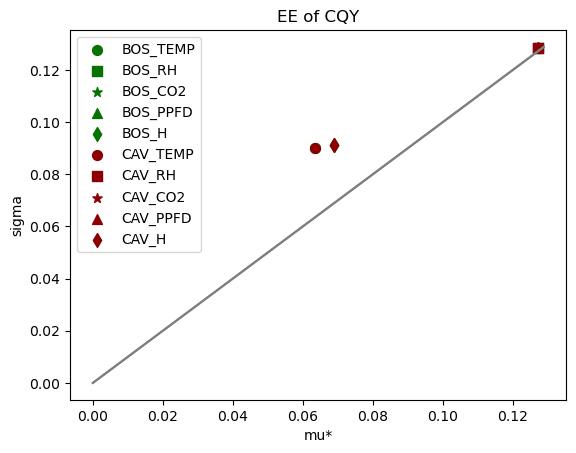 EE of CQY
BOS_TEMP
BOS_RH
BOS_CO2
BOS_PPFD
BOS_H
CAV_TEMP
CAV_RH
CAV_CO2
CAV_PPFD
CAV_H
sigma
0.12
0.10
0.08
0.06
0.04
0.02
0.00
0.00 0.02 0.04 0.06 0.08 0.10 0.12
mu*